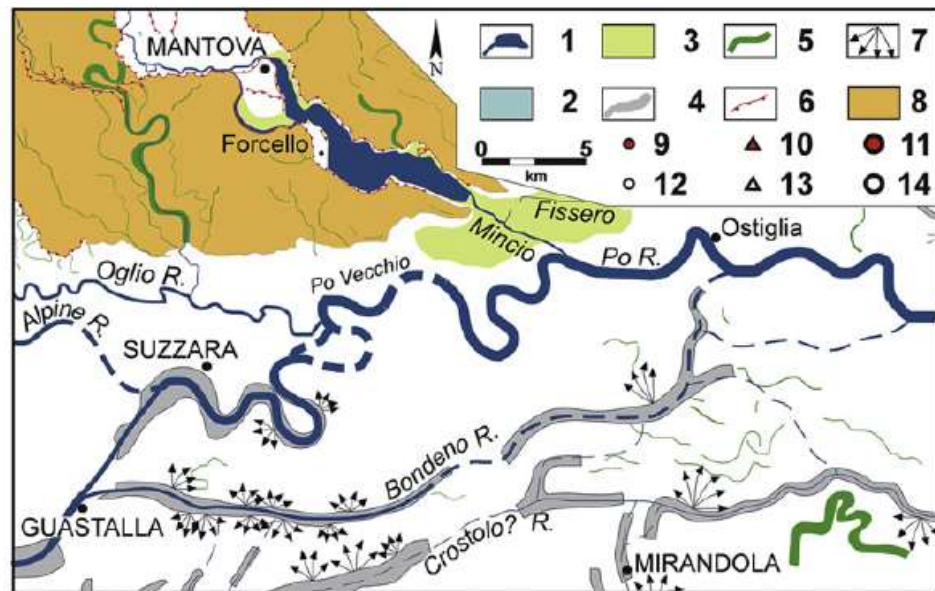 MANTOVA
N
1 3 5 7
2 4 6 8
Forcello
0 5
km
9 10 11
12 13 14
Fissero
Mincio
Ostiglia
Po R.
Po Vecchio
Oglio R.
Alpine R.
SUZZARA
Bondeno R.
GUASTALLA
Crostolo? R.
MIRANDOLA